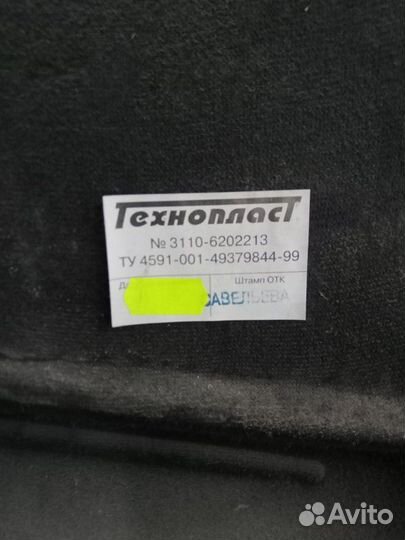 Технопласт
№ 3110-6202213
ТУ 4591-001-49379844-99
Штамп ОТК
САВЕЛЬЕВА
Avito